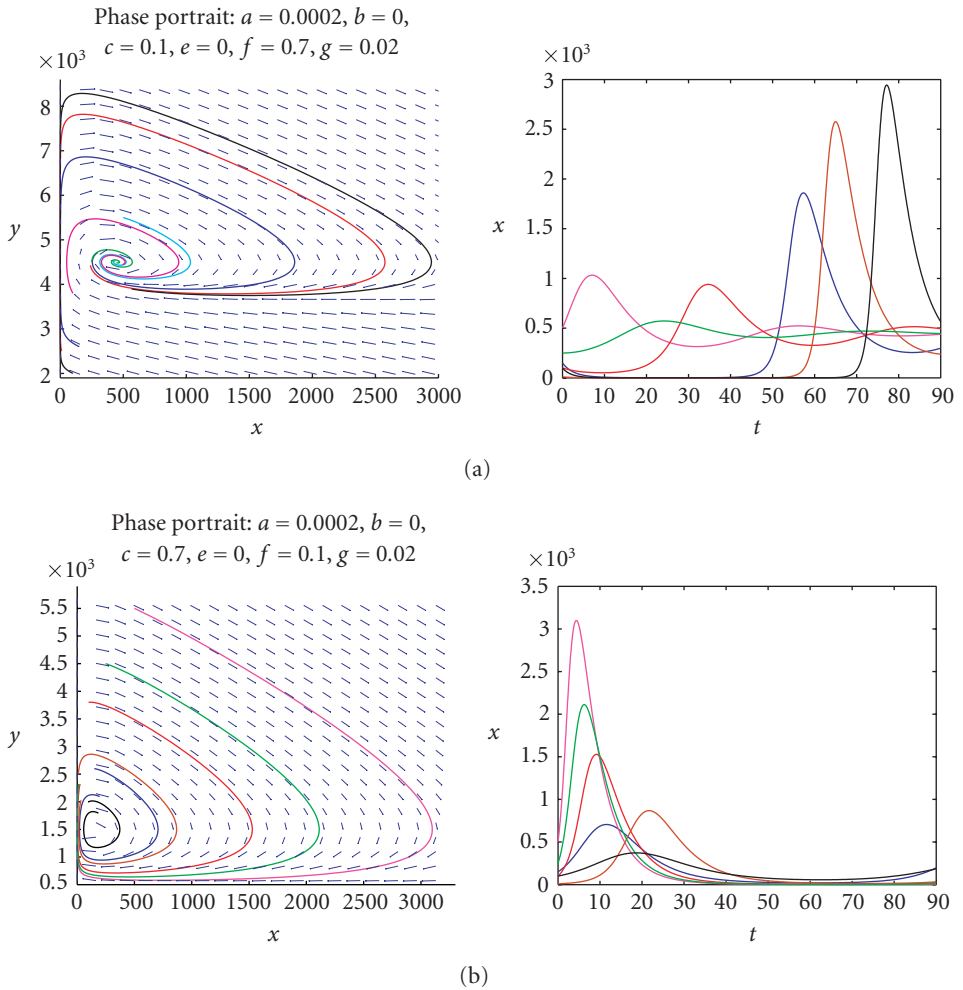 Phase portrait: a = 0.0002, b = 0,
c = 0.1, e = 0, f = 0.7, g = 0.02
×10³
8
7
6
y
5
4
3
2
0 500 1000 1500 2000 2500 3000
x
×10³
3
2.5
2
x
1.5
1
0.5
0
0 10 20 30 40 50 60 70 80 90
t
(a)
Phase portrait: a = 0.0002, b = 0,
c = 0.7, e = 0, f = 0.1, g = 0.02
×10³
5.5
5
4.5
4
3.5
y
3
2.5
2
1.5
1
0.5
0 500 1000 1500 2000 2500 3000
x
×10³
3.5
3
2.5
x
2
1.5
1
0.5
0
0 10 20 30 40 50 60 70 80 90
t
(b)